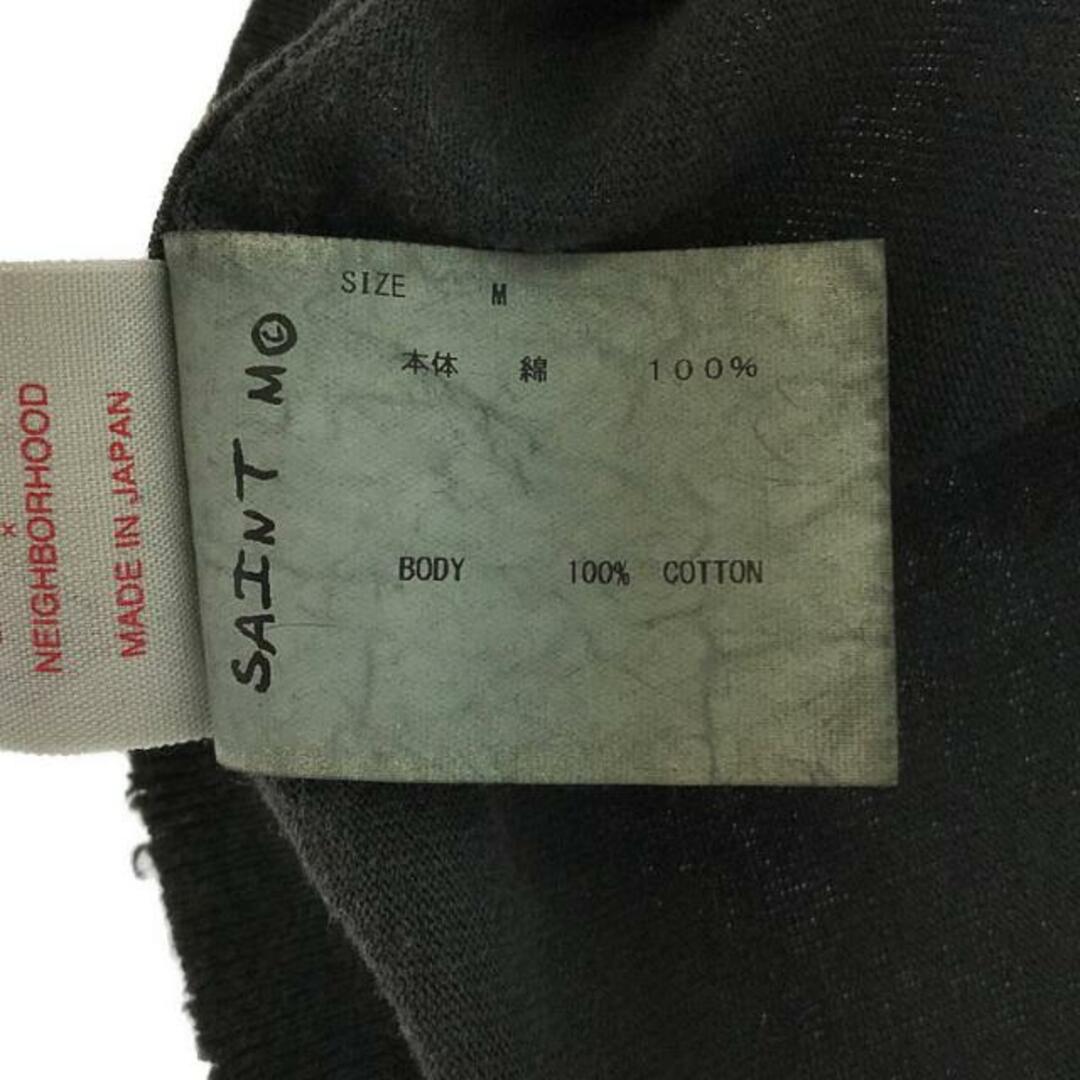 ×
NEIGHBORHOOD
MADE IN JAPAN
SAINT M©
SIZE M
本体 綿 100%
BODY 100% COTTON